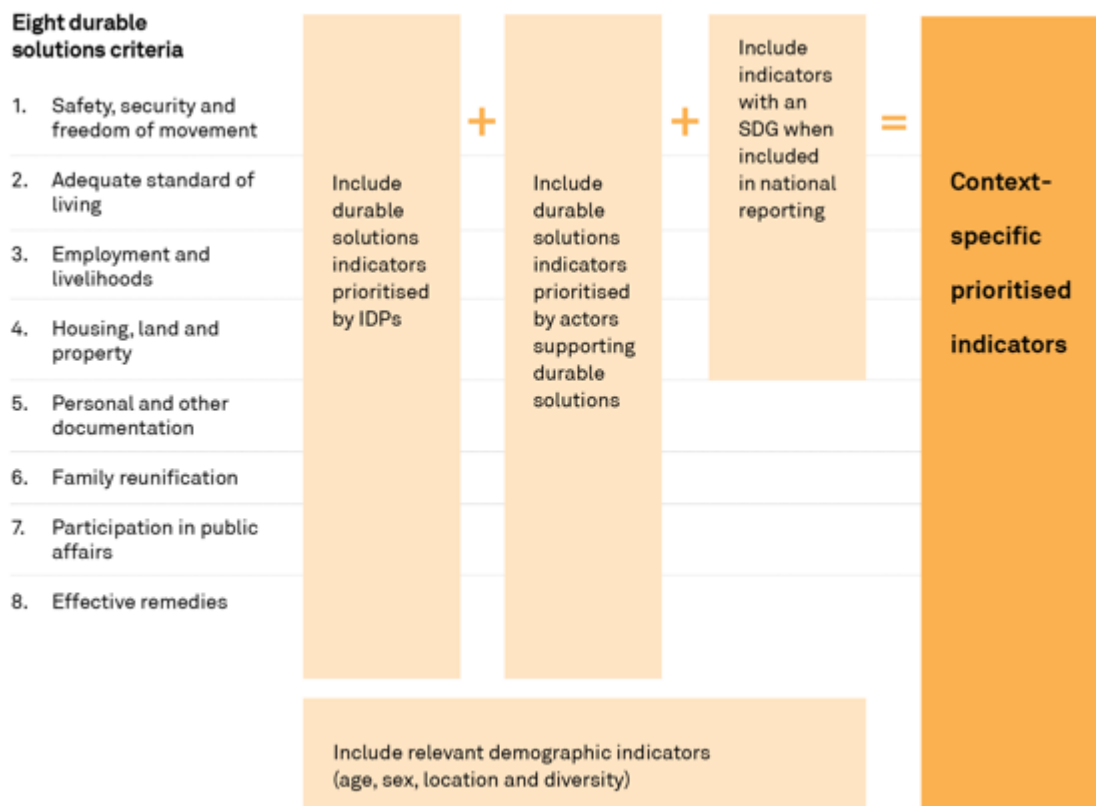 Eight durable
solutions criteria
1. Safety, security and
freedom of movement
2. Adequate standard of
living
3. Employment and
livelihoods
4. Housing, land and
property
5. Personal and other
documentation
6. Family reunification
7. Participation in public
affairs
8. Effective remedies
Include
durable
solutions
indicators
prioritised
by IDPs
+
Include
durable
solutions
indicators
prioritised
by actors
supporting
durable
solutions
+
Include
indicators
with an
SDG when
included
in national
reporting
=
Context-
specific
prioritised
indicators
Include relevant demographic indicators
(age, sex, location and diversity)